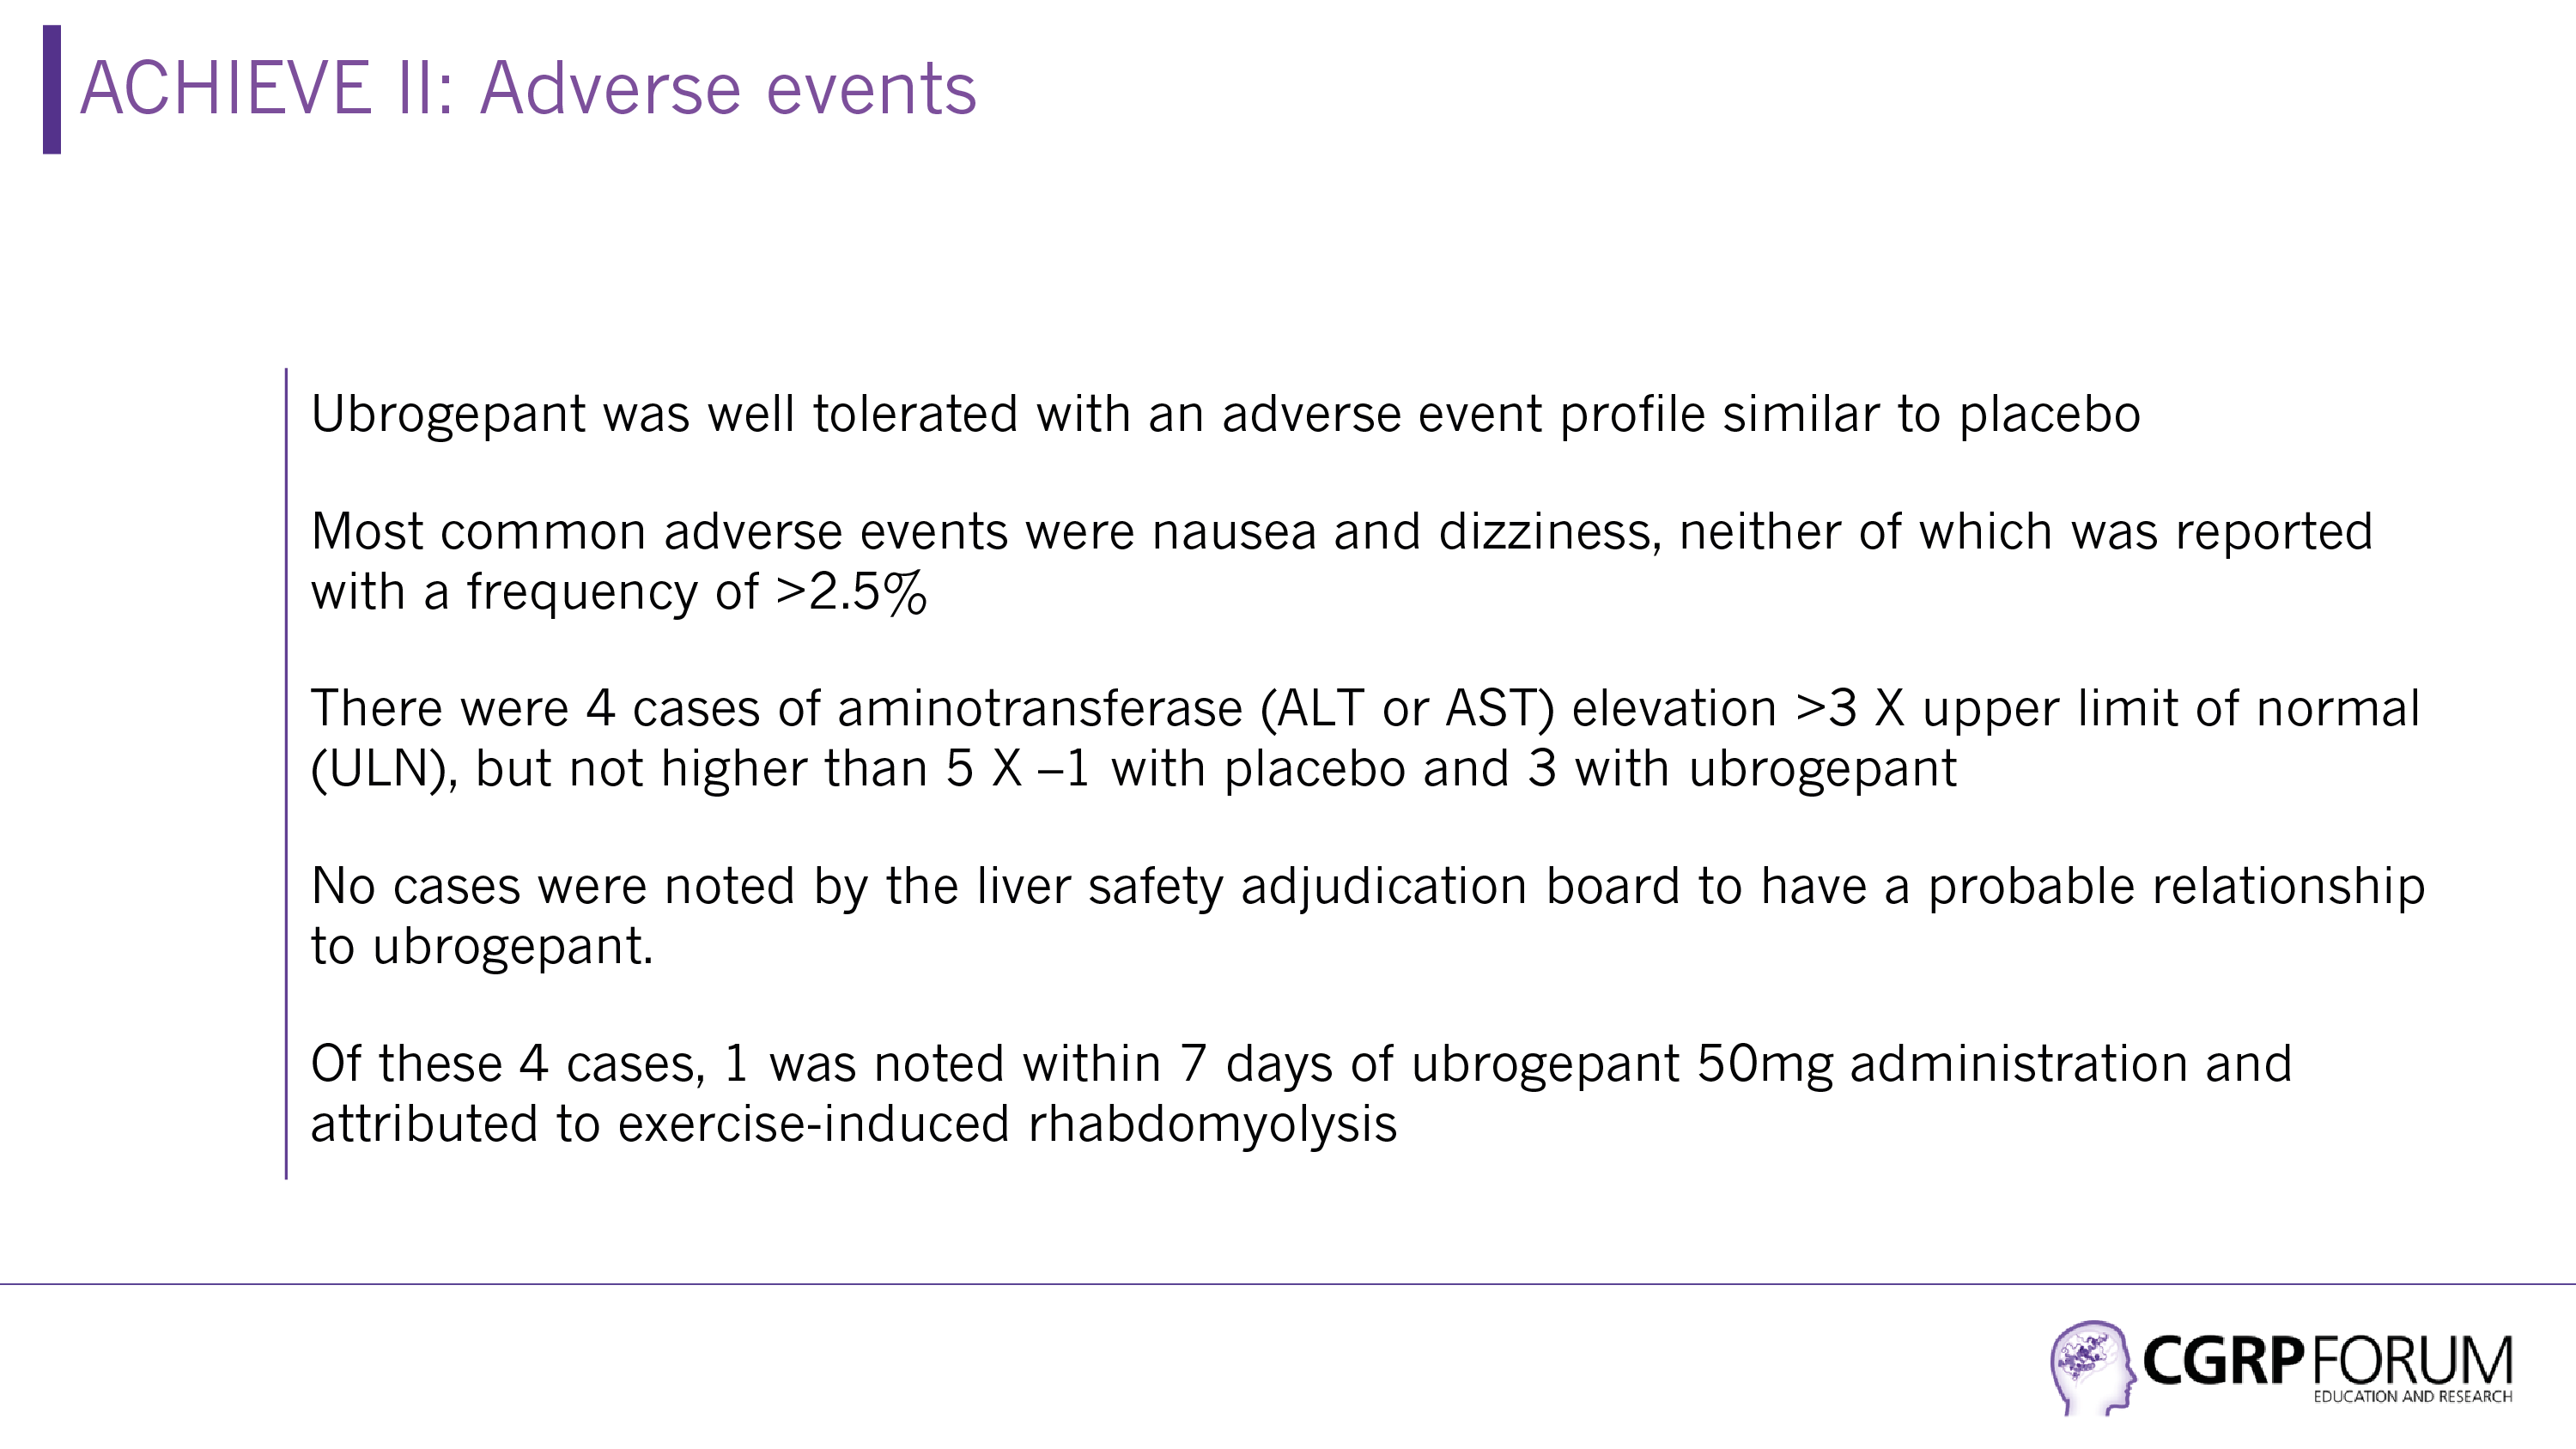 ACHIEVE II: Adverse events
Ubrogepant was well tolerated with an adverse event profile similar to placebo
Most common adverse events were nausea and dizziness, neither of which was reported
with a frequency of >2.5%
There were 4 cases of aminotransferase (ALT or AST) elevation >3 X upper limit of normal
(ULN), but not higher than 5 X –1 with placebo and 3 with ubrogepant
No cases were noted by the liver safety adjudication board to have a probable relationship
to ubrogepant.
Of these 4 cases, 1 was noted within 7 days of ubrogepant 50mg administration and
attributed to exercise-induced rhabdomyolysis
CGRP FORUM
EDUCATION AND RESEARCH